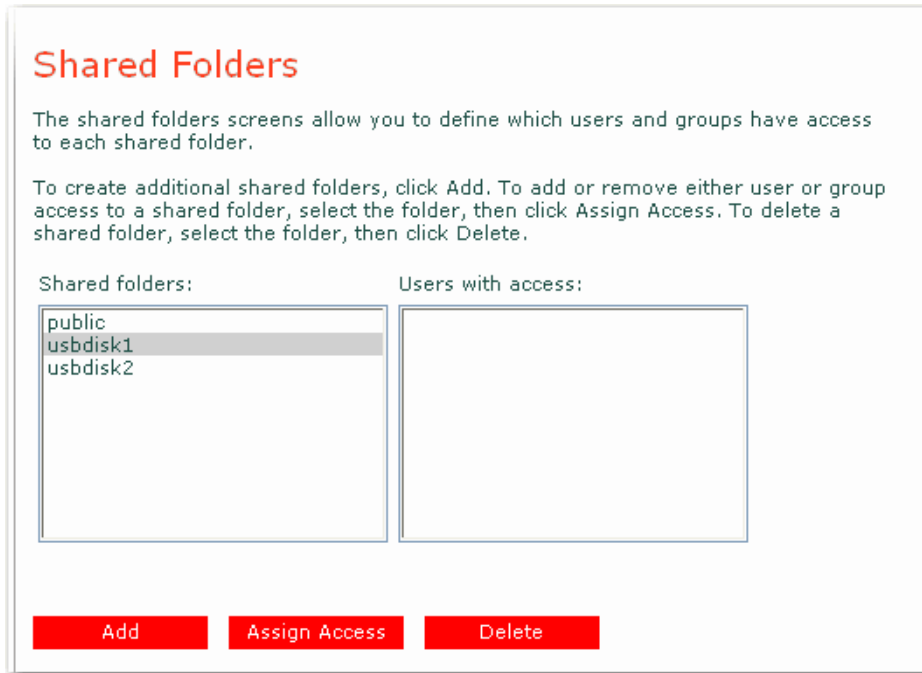 Shared Folders
The shared folders screens allow you to define which users and groups have access
to each shared folder.
To create additional shared folders, click Add. To add or remove either user or group
access to a shared folder, select the folder, then click Assign Access. To delete a
shared folder, select the folder, then click Delete.
Shared folders:
Users with access:
public
usbdisk1
usbdisk2
Add
Assign Access
Delete